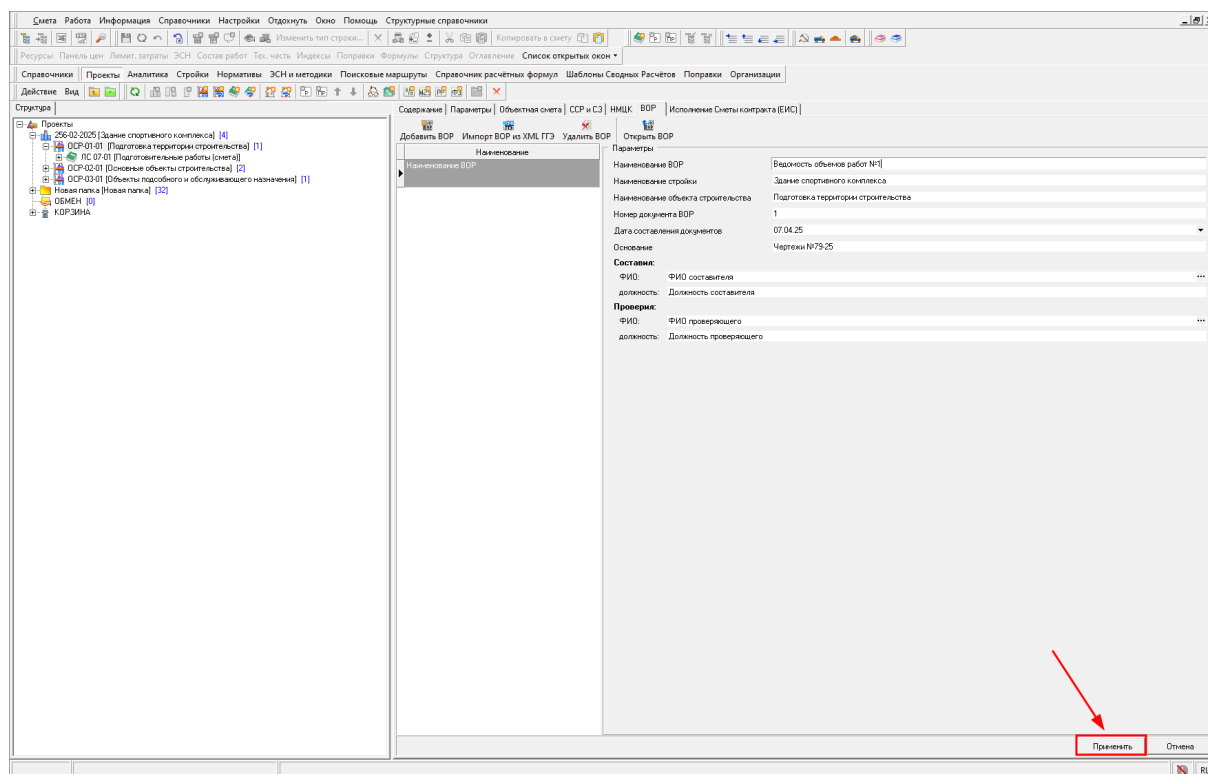 Смета Работа Информация Справочники Настройки Отдохнуть Окно Помощь Структурные справочники
Изменить тип строки... Копировать в смету
Ресурсы Панель цен Лимит. затраты ЭСН Состав работ Тех. часть Индексы Поправки Формулы Структура Оглавление Список открытых окон
Справочники Проекты Аналитика Стройки Нормативы ЭСН и методики Поисковые маршруты Справочник расчётных формул Шаблоны Сводных Расчётов Поправки Организации
Действие Вид
Структура
Проекты
256-02-2025 [Здание спортивного комплекса] [4]
ОСР-01-01 [Подготовка территории строительства] [1]
ЛС 07-01 [Подготовительные работы (смета)]
ОСР-02-01 [Основные объекты строительства] [2]
ОСР-03-01 [Объекты подсобного и обслуживающего назначения] [1]
Новая папка [Новая папка] [32]
ОБМЕН [0]
КОРЗИНА
Содержание Параметры Объектная смета ССР и СЗ НМЦК ВОР Исполнение Сметы контракта (ЕИС)
Добавить ВОР Импорт ВОР из XML ГГЭ Удалить ВОР Открыть ВОР
Наименование
Наименование ВОР
Параметры
Наименование ВОР Ведомость объемов работ №1
Наименование стройки Здание спортивного комплекса
Наименование объекта строительства Подготовка территории строительства
Номер документа ВОР 1
Дата составления документов 07.04.25
Основание Чертежи №79-25
Составил:
ФИО: ФИО составителя ...
должность: Должность составителя
Проверил:
ФИО: ФИО проверяющего ...
должность: Должность проверяющего
Применить Отмена